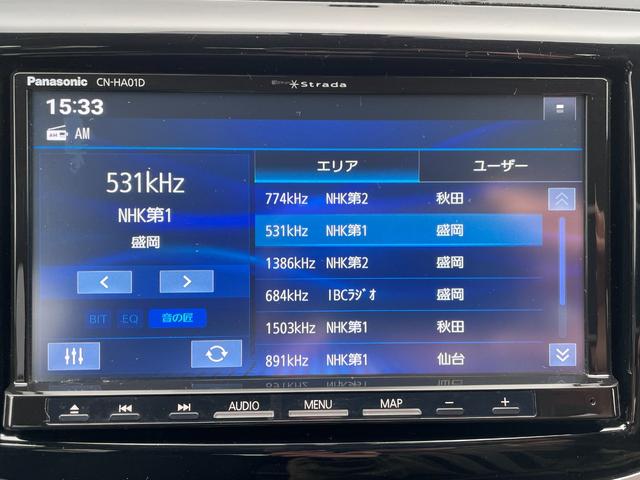 Panasonic CN-HA01D
Strada
15:33
AM
AM
エリア ユーザー
531kHz
NHK第1
盛岡
BIT EQ 音の匠
774kHz NHK第2 秋田
531kHz NHK第1 盛岡
1386kHz NHK第2 盛岡
684kHz IBCﾗｼﾞｵ 盛岡
1503kHz NHK第1 秋田
891kHz NHK第1 仙台
AUDIO MENU MAP − +